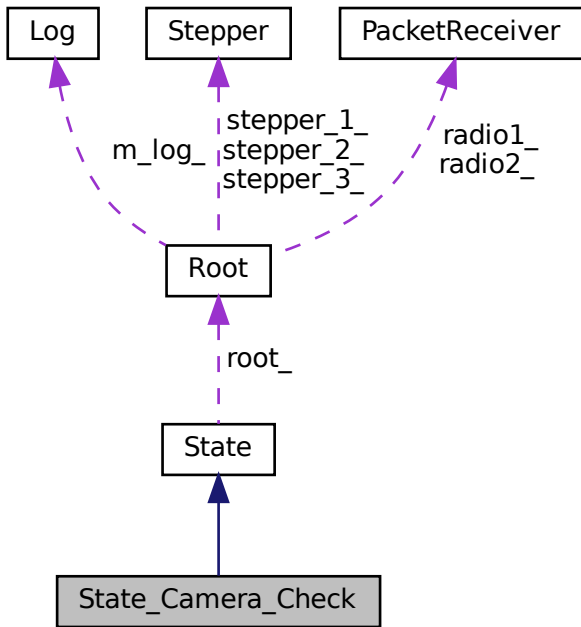 Log
Stepper
PacketReceiver
m_log_
stepper_1_
stepper_2_
stepper_3_
radio1_
radio2_
Root
root_
State
State_Camera_Check